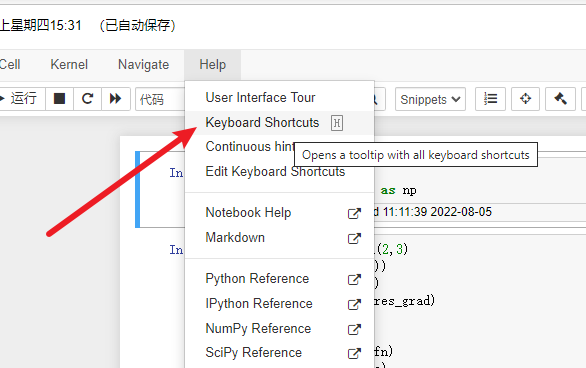 上星期四15:31 （已自动保存）
Cell Kernel Navigate Help
运行 代码 Snippets
User Interface Tour
Keyboard Shortcuts H
Continuous hint
Opens a tooltip with all keyboard shortcuts
Edit Keyboard Shortcuts
In
as np
11:11:39 2022-08-05
Notebook Help
Markdown
In
(2,3)
))
)
Python Reference
IPython Reference
res_grad)
NumPy Reference
SciPy Reference
fn)